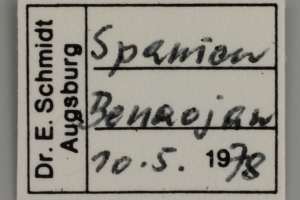 Dr. E. Schmidt
Augsburg
Spanien
Benaojan
10.5. 1978